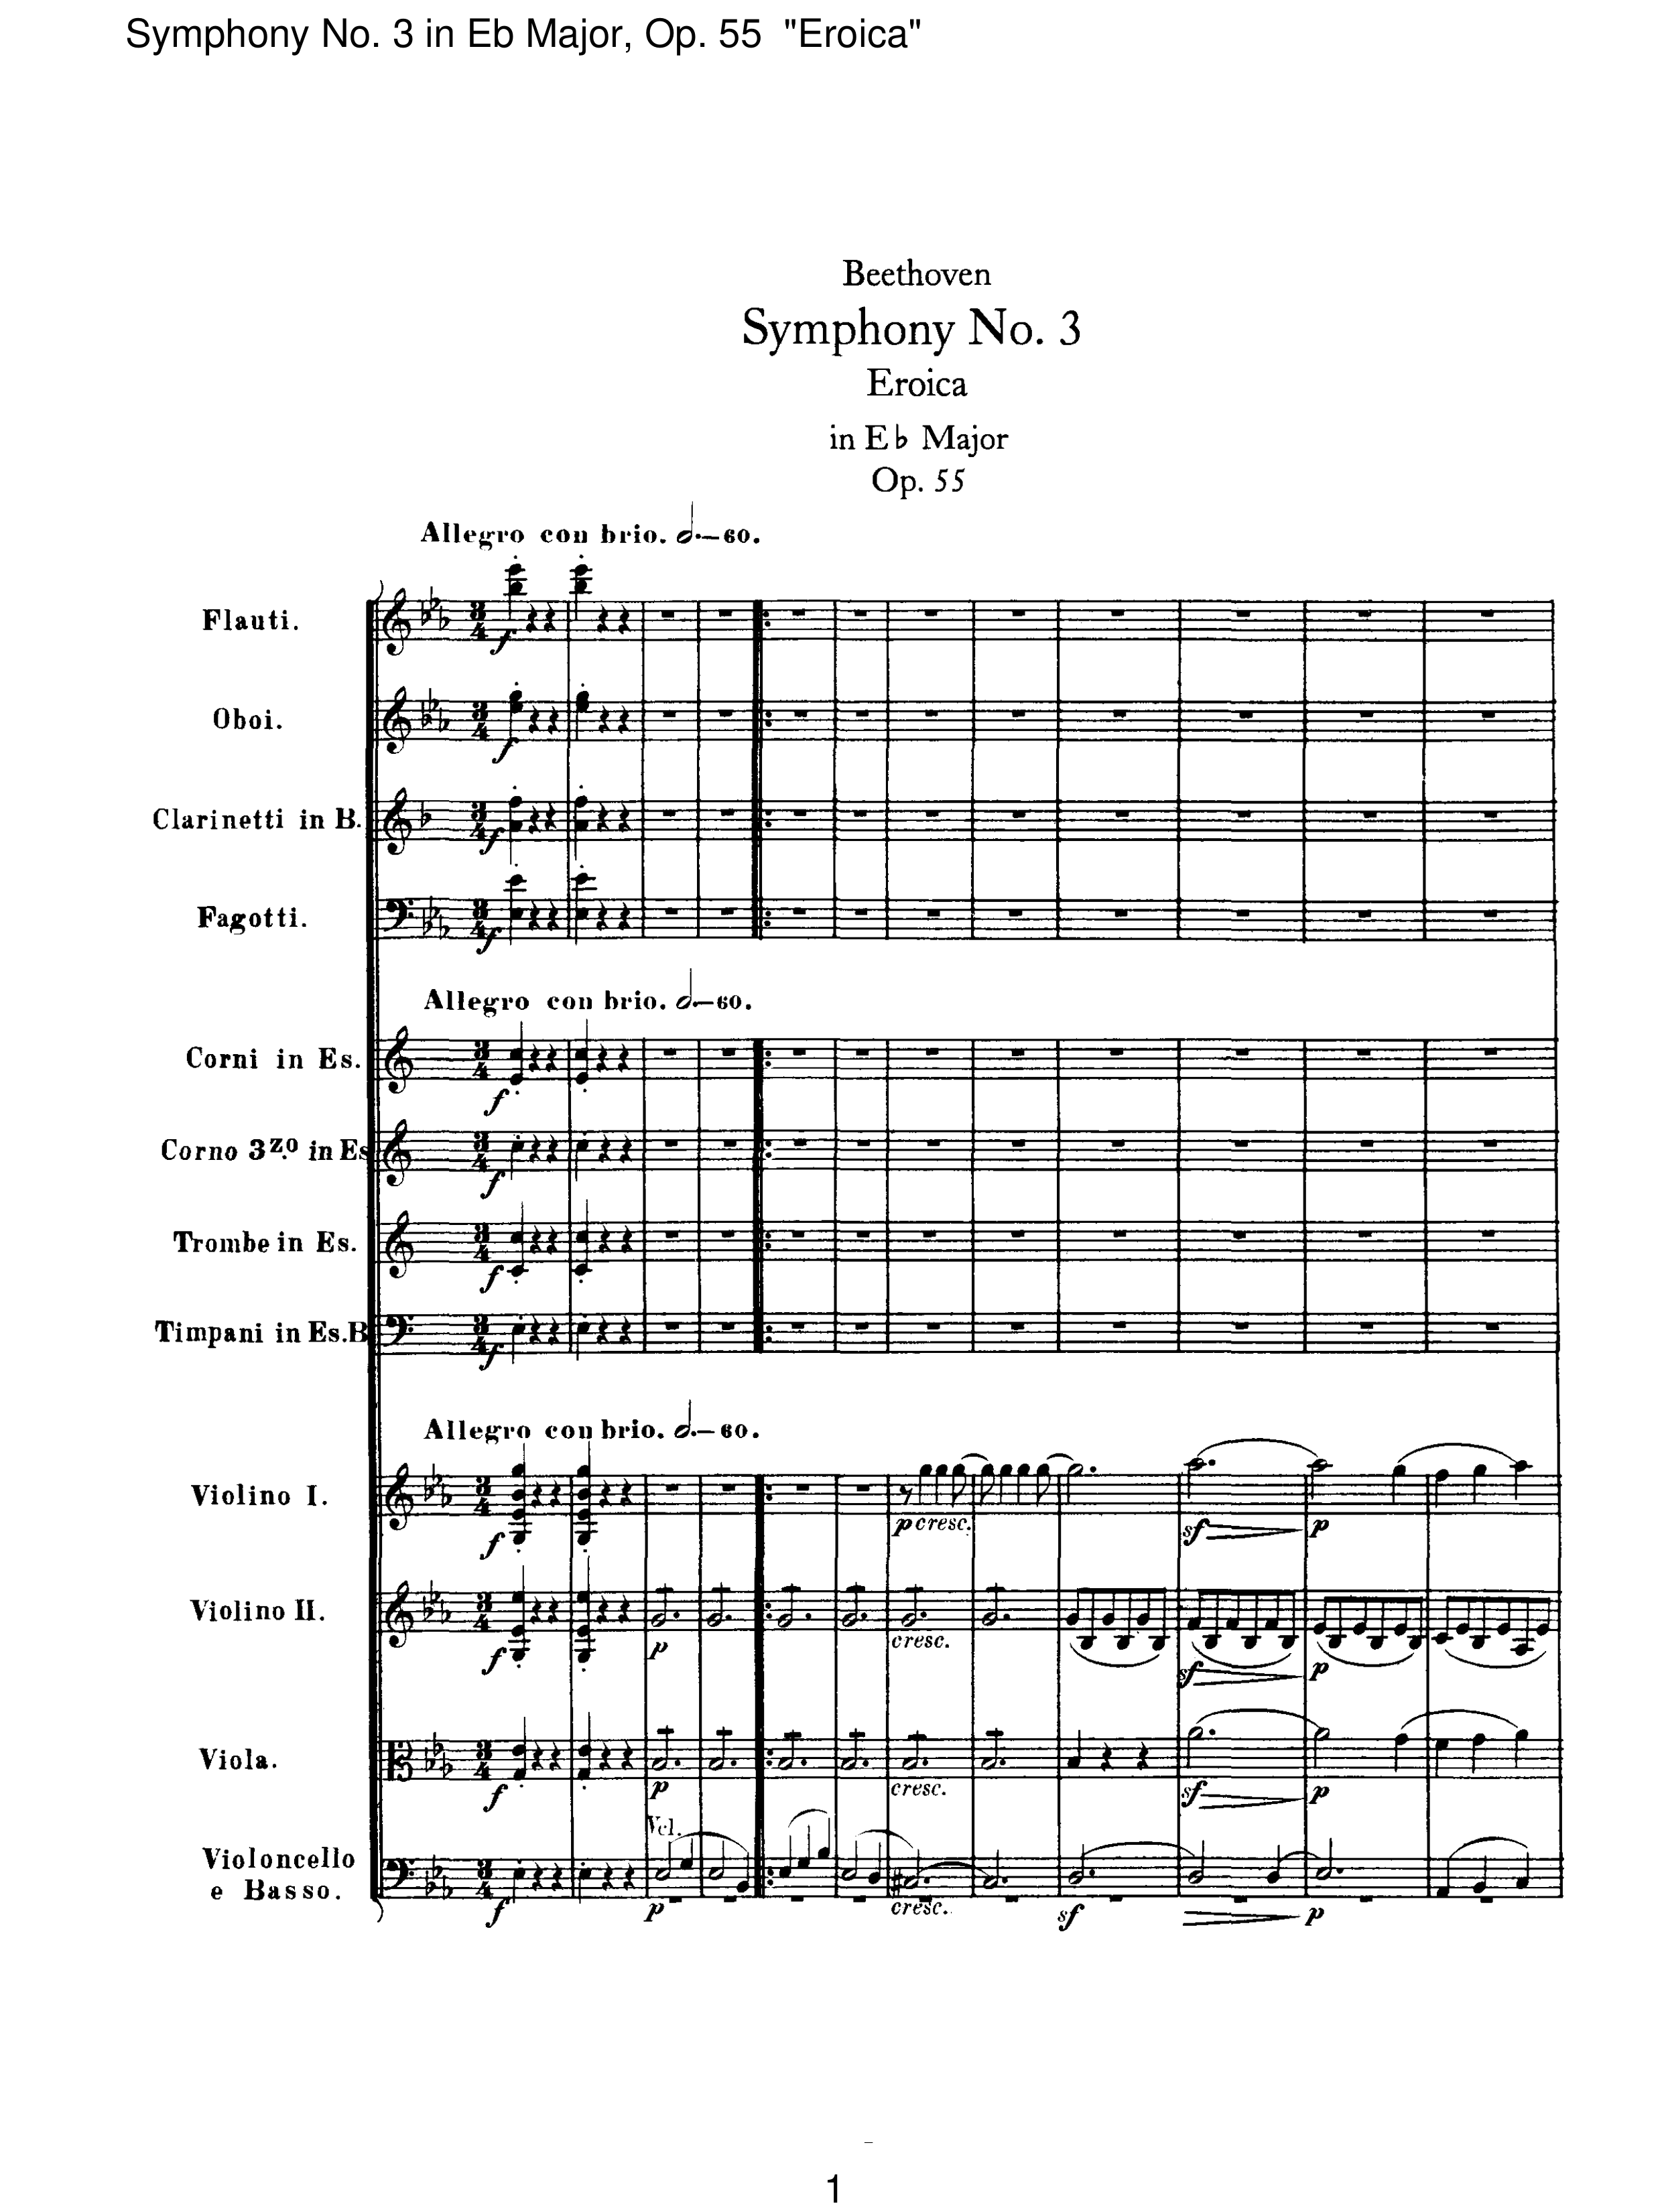 Symphony No. 3 in Eb Major, Op. 55  "Eroica"
Beethoven
Symphony No. 3
Eroica
in E♭ Major
Op. 55
Allegro con brio. 𝅗𝅥.=60.
Flauti.
f
Oboi.
f
Clarinetti in B.
f
Fagotti.
f
Allegro con brio. 𝅗𝅥.=60.
Corni in Es.
f
Corno 3zo. in Es
f
Trombe in Es.
f
Timpani in Es.B
f
Allegro con brio. 𝅗𝅥.=60.
Violino I.
f p cresc. sf p
Violino II.
f p cresc. sf p
Viola.
f p cresc. sf p
Vcl.
Violoncello
e Basso.
f p cresc. sf p
1